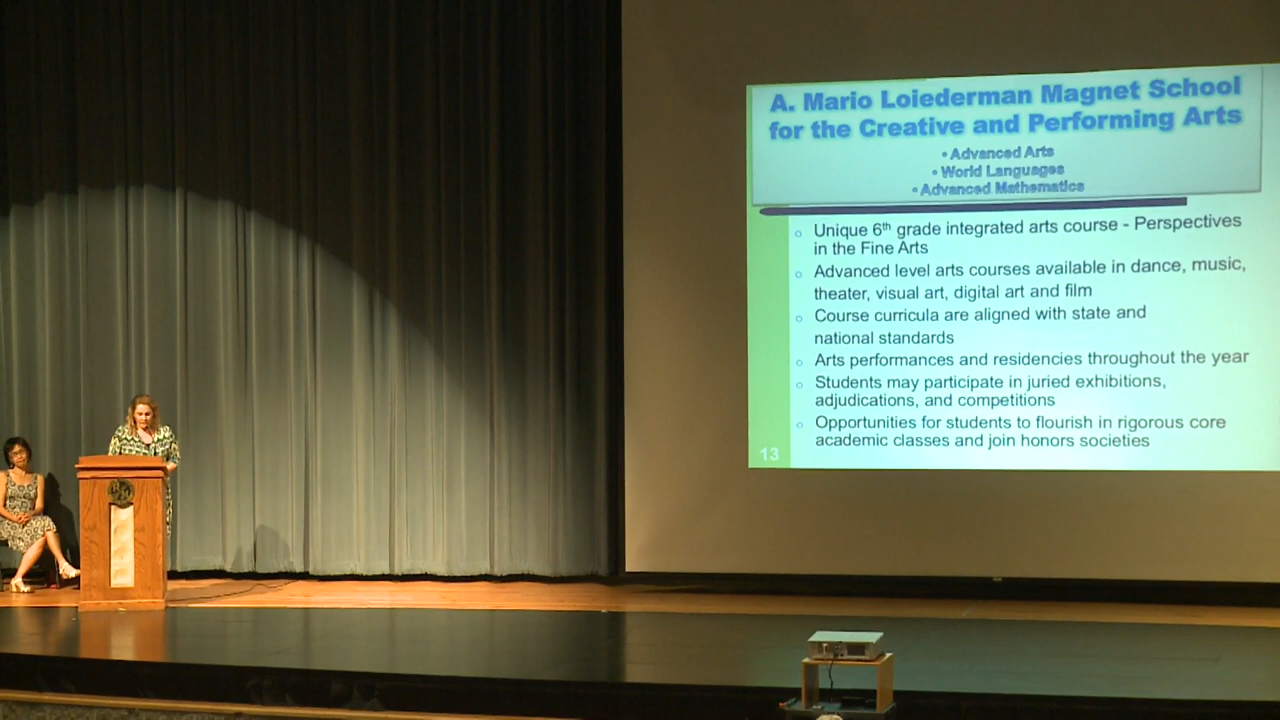 A. Mario Loiederman Magnet School
for the Creative and Performing Arts
• Advanced Arts
• World Languages
• Advanced Mathematics
○ Unique 6th grade integrated arts course - Perspectives
in the Fine Arts
○ Advanced level arts courses available in dance, music,
theater, visual art, digital art and film
○ Course curricula are aligned with state and
national standards
○ Arts performances and residencies throughout the year
○ Students may participate in juried exhibitions,
adjudications, and competitions
○ Opportunities for students to flourish in rigorous core
academic classes and join honors societies
13